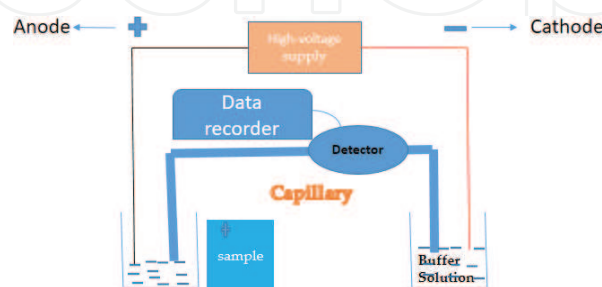 Anode
Cathode
High-voltage
supply
Data
recorder
Detector
Capillary
sample
Buffer
Solution